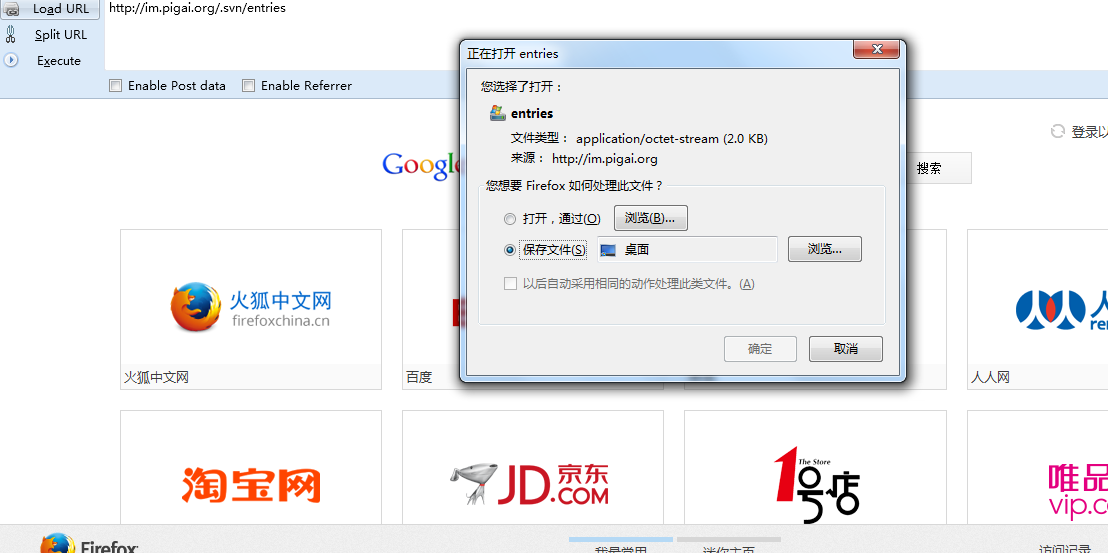 Load URL
http://im.pigai.org/.svn/entries
Split URL
Execute
Enable Post data
Enable Referrer
正在打开 entries
您选择了打开：
entries
文件类型： application/octet-stream (2.0 KB)
来源： http://im.pigai.org
您想要 Firefox 如何处理此文件？
打开，通过(O)
浏览(B)...
保存文件(S)
桌面
浏览...
以后自动采用相同的动作处理此类文件。(A)
确定
取消
登录以
Google
搜索
火狐中文网
firefoxchina.cn
人
ren
火狐中文网
百度
人人网
淘宝网
JD.京东
.COM
The Store
1号店
唯品
vip.c
Firefox
我最常用
迷你主页
访问记录